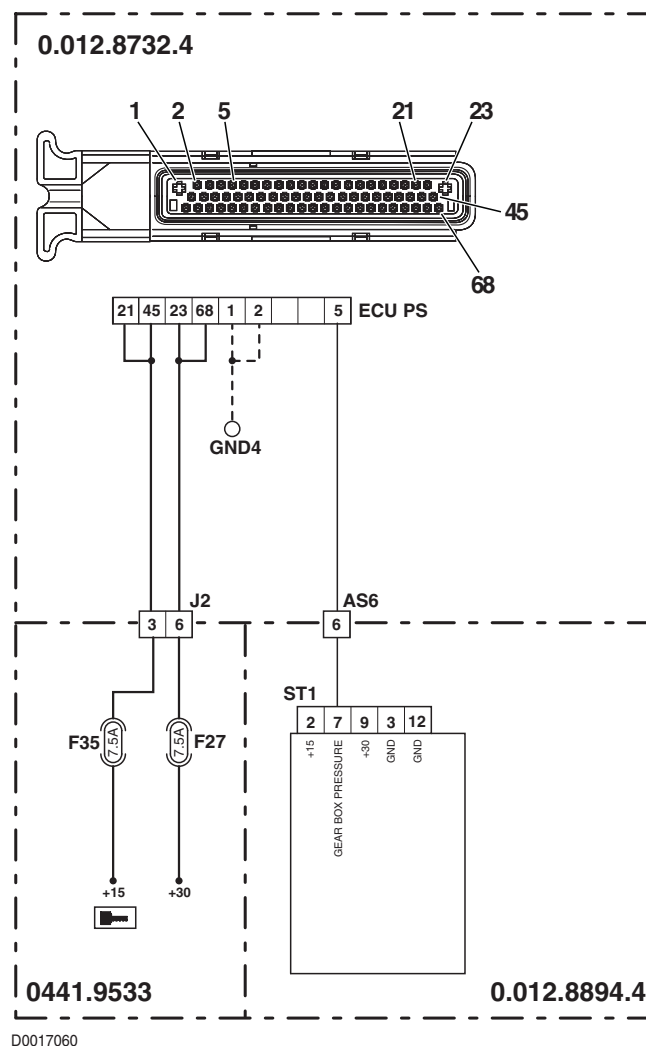 0.012.8732.4
1 2 5 21 23
45
68
21 45 23 68 1 2 5 ECU PS
GND4
J2 AS6
3 6 6
ST1
2 7 9 3 12
F35 7.5A 7.5A F27
+15 GEAR BOX PRESSURE +30 GND GND
+15 +30
0441.9533 0.012.8894.4
D0017060